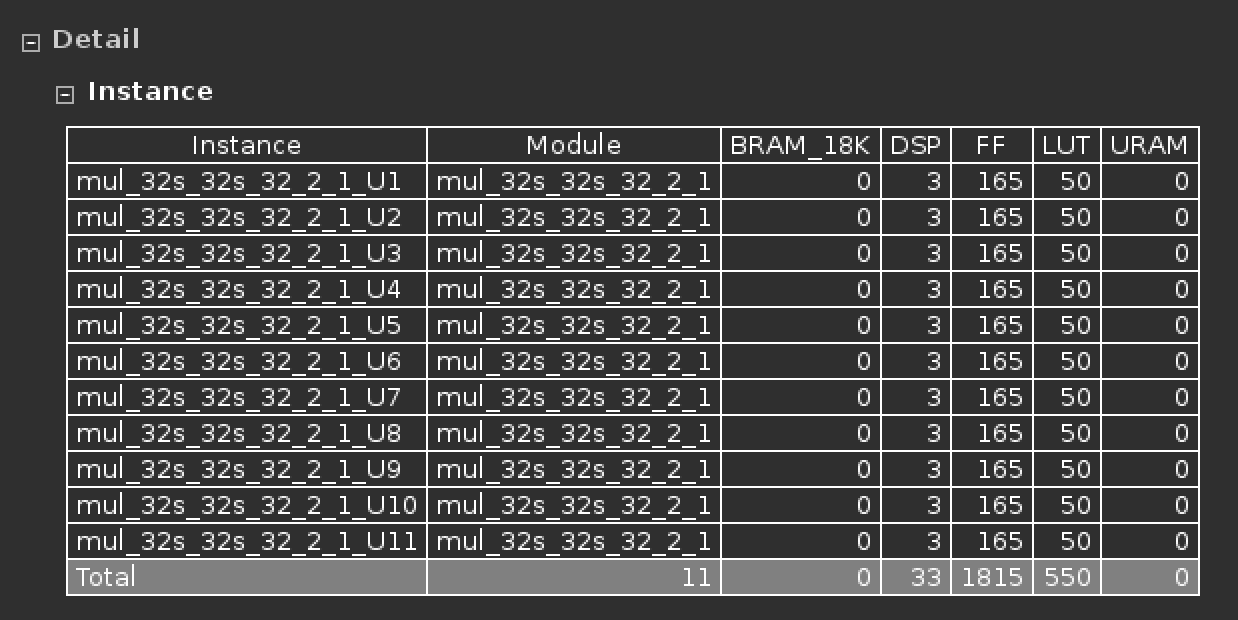 Detail
Instance
Instance Module BRAM_18K DSP FF LUT URAM
mul_32s_32s_32_2_1_U1 mul_32s_32s_32_2_1 0 3 165 50 0
mul_32s_32s_32_2_1_U2 mul_32s_32s_32_2_1 0 3 165 50 0
mul_32s_32s_32_2_1_U3 mul_32s_32s_32_2_1 0 3 165 50 0
mul_32s_32s_32_2_1_U4 mul_32s_32s_32_2_1 0 3 165 50 0
mul_32s_32s_32_2_1_U5 mul_32s_32s_32_2_1 0 3 165 50 0
mul_32s_32s_32_2_1_U6 mul_32s_32s_32_2_1 0 3 165 50 0
mul_32s_32s_32_2_1_U7 mul_32s_32s_32_2_1 0 3 165 50 0
mul_32s_32s_32_2_1_U8 mul_32s_32s_32_2_1 0 3 165 50 0
mul_32s_32s_32_2_1_U9 mul_32s_32s_32_2_1 0 3 165 50 0
mul_32s_32s_32_2_1_U10 mul_32s_32s_32_2_1 0 3 165 50 0
mul_32s_32s_32_2_1_U11 mul_32s_32s_32_2_1 0 3 165 50 0
Total 11 0 33 1815 550 0